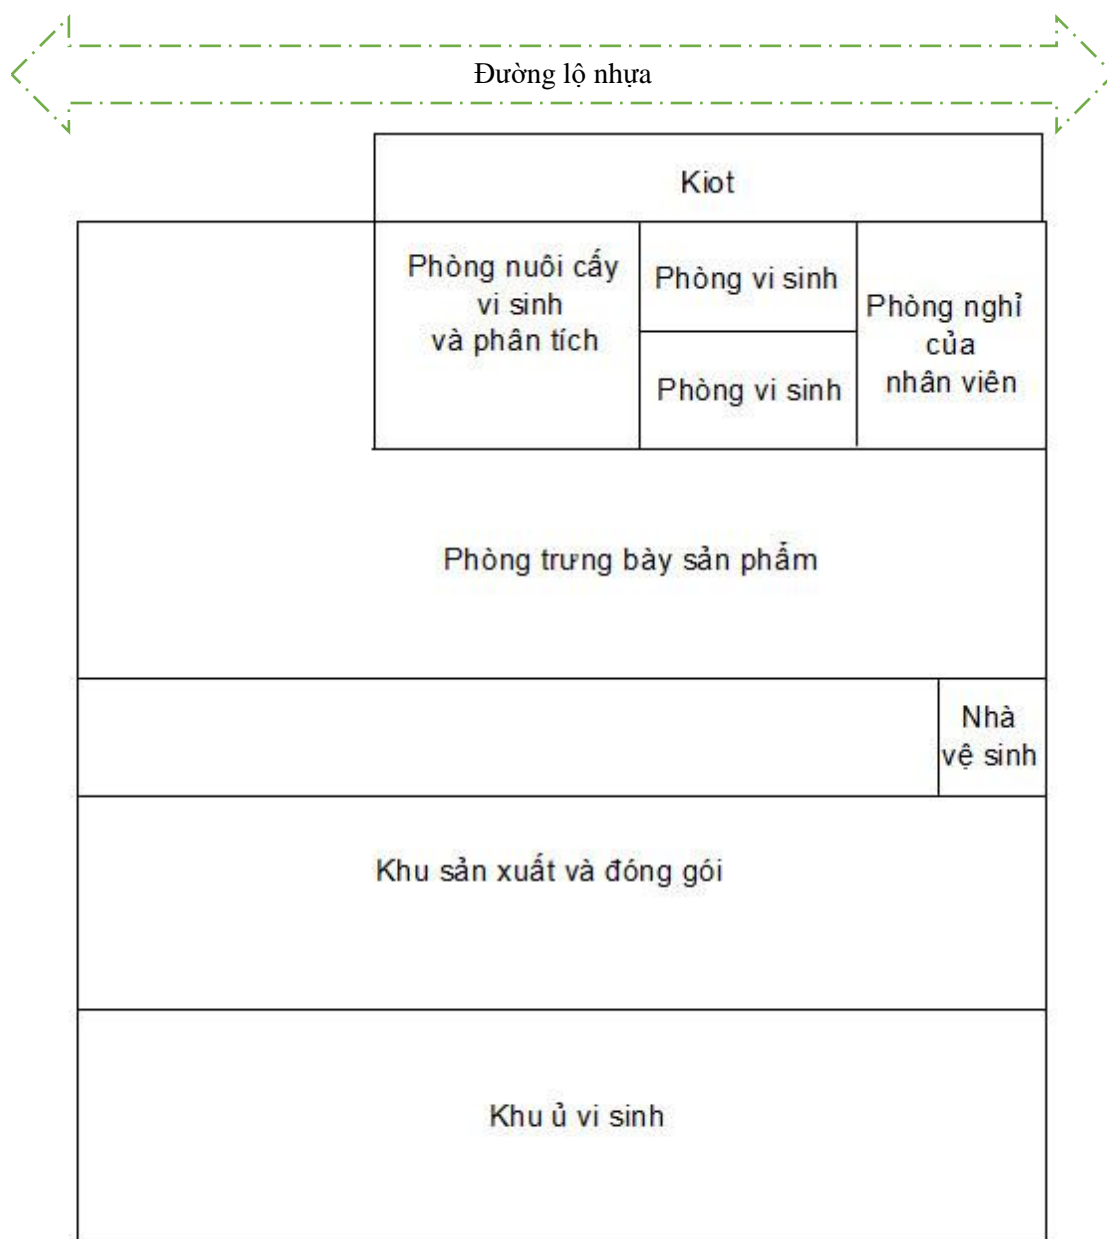 Đường lộ nhựa
Kiot
Phòng nuôi cấy
vi sinh
và phân tích
Phòng vi sinh
Phòng vi sinh
Phòng nghỉ
của
nhân viên
Phòng trưng bày sản phẩm
Nhà
vệ sinh
Khu sản xuất và đóng gói
Khu ủ vi sinh